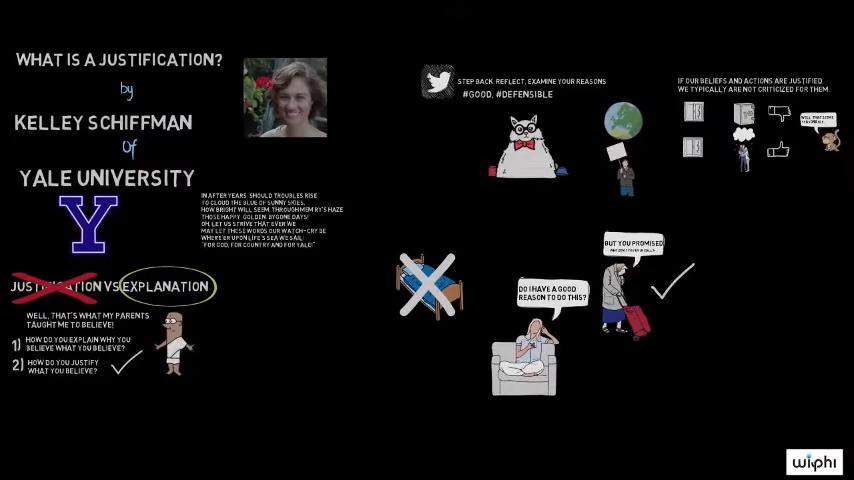 WHAT IS A JUSTIFICATION?
by
KELLEY SCHIFFMAN
Of
YALE UNIVERSITY
Y
IN AFTER YEARS, SHOULD TROUBLES RISE
TO CLOUD THE BLUE OF SUNNY SKIES,
HOW BRIGHT WILL SEEM, THROUGH MEM'RY'S HAZE
THOSE HAPPY, GOLDEN, BYGONE DAYS!
OH, LET US STRIVE THAT EVER WE
MAY LET THESE WORDS OUR WATCH-CRY BE,
WHERE'ER UPON LIFE'S SEA WE SAIL:
"FOR GOD, FOR COUNTRY AND FOR YALE!"
JUSTIFICATION VS EXPLANATION
WELL, THAT'S WHAT MY PARENTS
TAUGHT ME TO BELIEVE!
1) HOW DO YOU EXPLAIN WHY YOU
BELIEVE WHAT YOU BELIEVE?
2) HOW DO YOU JUSTIFY
WHAT YOU BELIEVE?
STEP BACK REFLECT, EXAMINE YOUR REASONS
#GOOD, #DEFENSIBLE
IF OUR BELIEFS AND ACTIONS ARE JUSTIFIED,
WE TYPICALLY ARE NOT CRITICIZED FOR THEM.
WELL, THAT SEEMS
BUT YOU PROMISED
DO I HAVE A GOOD
REASON TO DO THIS?
wiphi